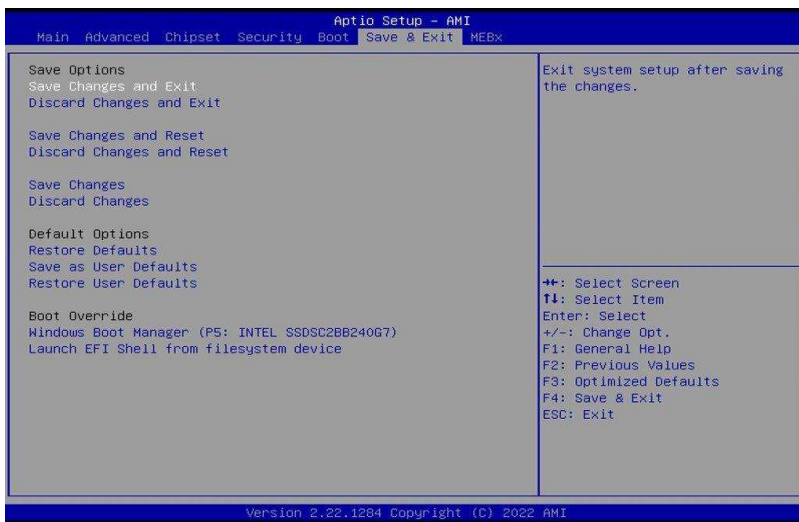 Aptio Setup – AMI
Main Advanced Chipset Security Boot Save & Exit MEBx
Save Options
Save Changes and Exit
Discard Changes and Exit
Save Changes and Reset
Discard Changes and Reset
Save Changes
Discard Changes
Default Options
Restore Defaults
Save as User Defaults
Restore User Defaults
Boot Override
Windows Boot Manager (P5: INTEL SSDSC2BB240G7)
Launch EFI Shell from filesystem device
Exit system setup after saving
the changes.
→←: Select Screen
↑↓: Select Item
Enter: Select
+/-: Change Opt.
F1: General Help
F2: Previous Values
F3: Optimized Defaults
F4: Save & Exit
ESC: Exit
Version 2.22.1284 Copyright (C) 2022 AMI